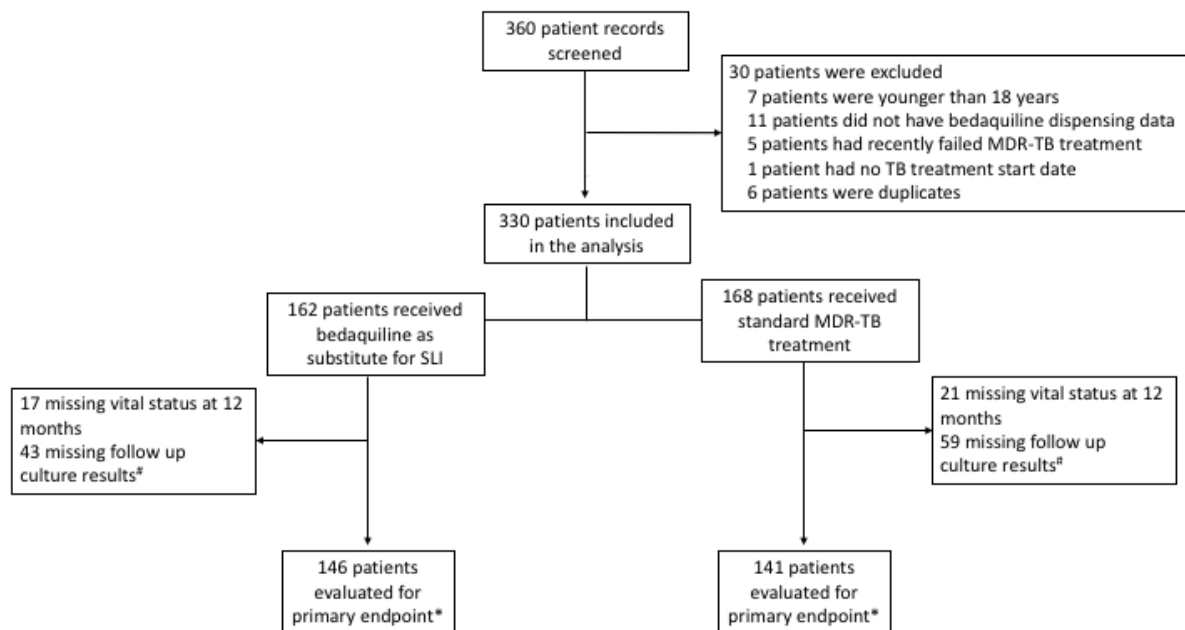 360 patient records
screened
30 patients were excluded
7 patients were younger than 18 years
11 patients did not have bedaquiline dispensing data
5 patients had recently failed MDR-TB treatment
1 patient had no TB treatment start date
6 patients were duplicates
330 patients included
in the analysis
162 patients received
bedaquiline as
substitute for SLI
168 patients received
standard MDR-TB
treatment
17 missing vital status at 12
months
43 missing follow up
culture results#
21 missing vital status at 12
months
59 missing follow up
culture results#
146 patients
evaluated for
primary endpoint*
141 patients
evaluated for
primary endpoint*